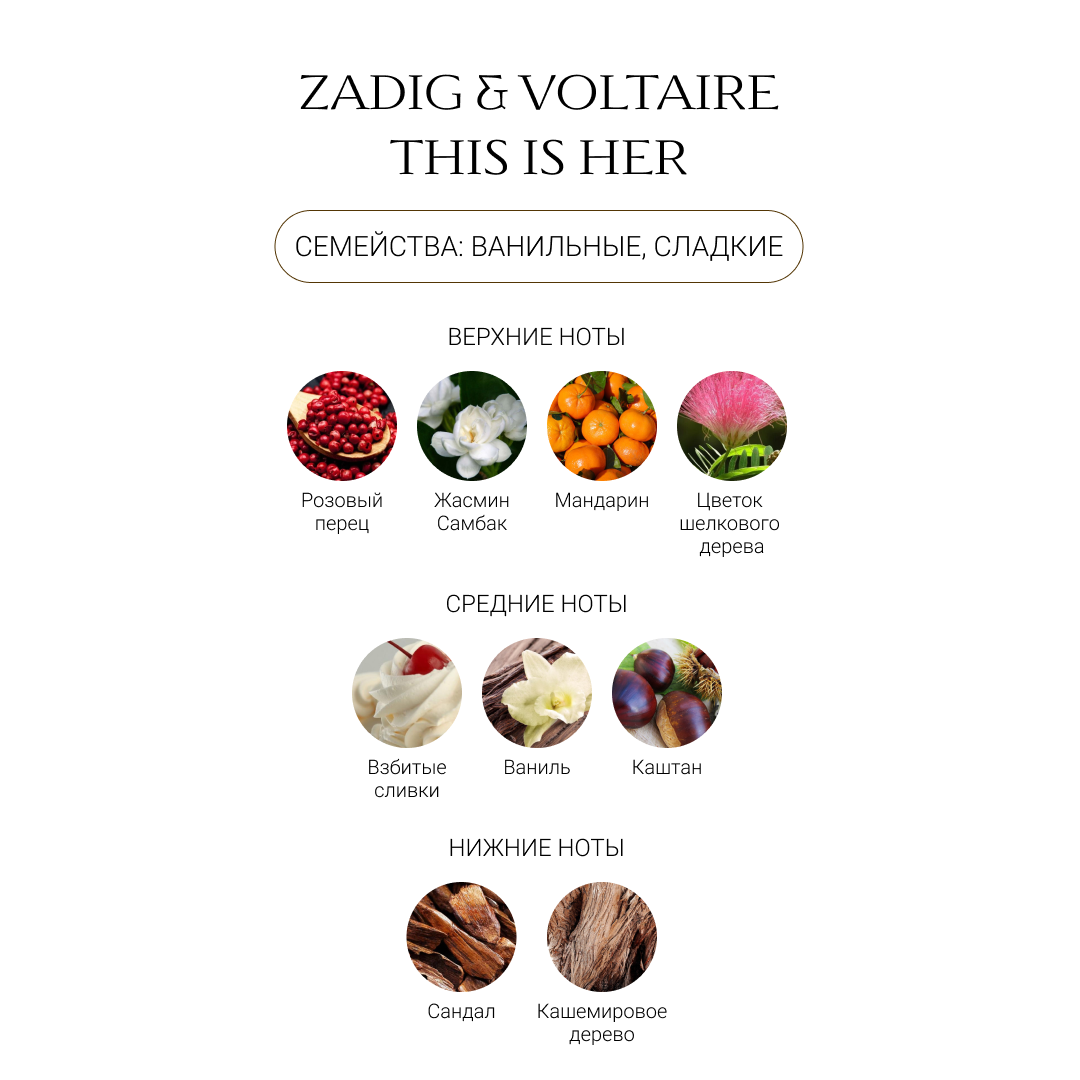 ZADIG & VOLTAIRE
THIS IS HER
СЕМЕЙСТВА: ВАНИЛЬНЫЕ, СЛАДКИЕ
ВЕРХНИЕ НОТЫ
Розовый
перец
Жасмин
Самбак
Мандарин
Цветок
шелкового
дерева
СРЕДНИЕ НОТЫ
Взбитые
сливки
Ваниль
Каштан
НИЖНИЕ НОТЫ
Сандал
Кашемировое
дерево